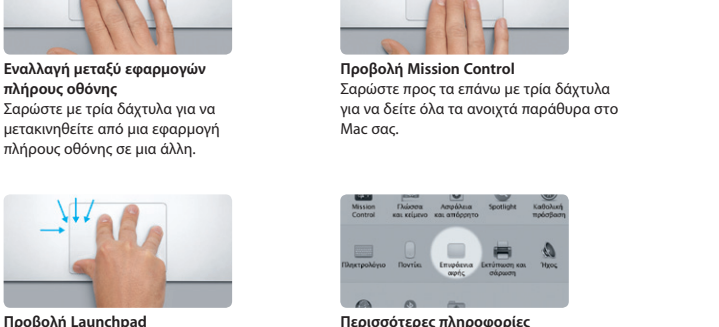 Εναλλαγή μεταξύ εφαρμογών
πλήρους οθόνης
Σαρώστε με τρία δάχτυλα για να
μετακινηθείτε από μια εφαρμογή
πλήρους οθόνης σε μια άλλη.
Προβολή Mission Control
Σαρώστε προς τα επάνω με τρία δάχτυλα
για να δείτε όλα τα ανοιχτά παράθυρα στο
Mac σας.
Mission
Control
Γλώσσα
και κείμενο
Ασφάλεια
και απόρρητο
Spotlight
Καθολική
πρόσβαση
Πληκτρολόγιο
Ποντίκι
Επιφάνεια
αφής
Εκτύπωση και
σάρωση
Ήχος
Προβολή Launchpad
Περισσότερες πληροφορίες